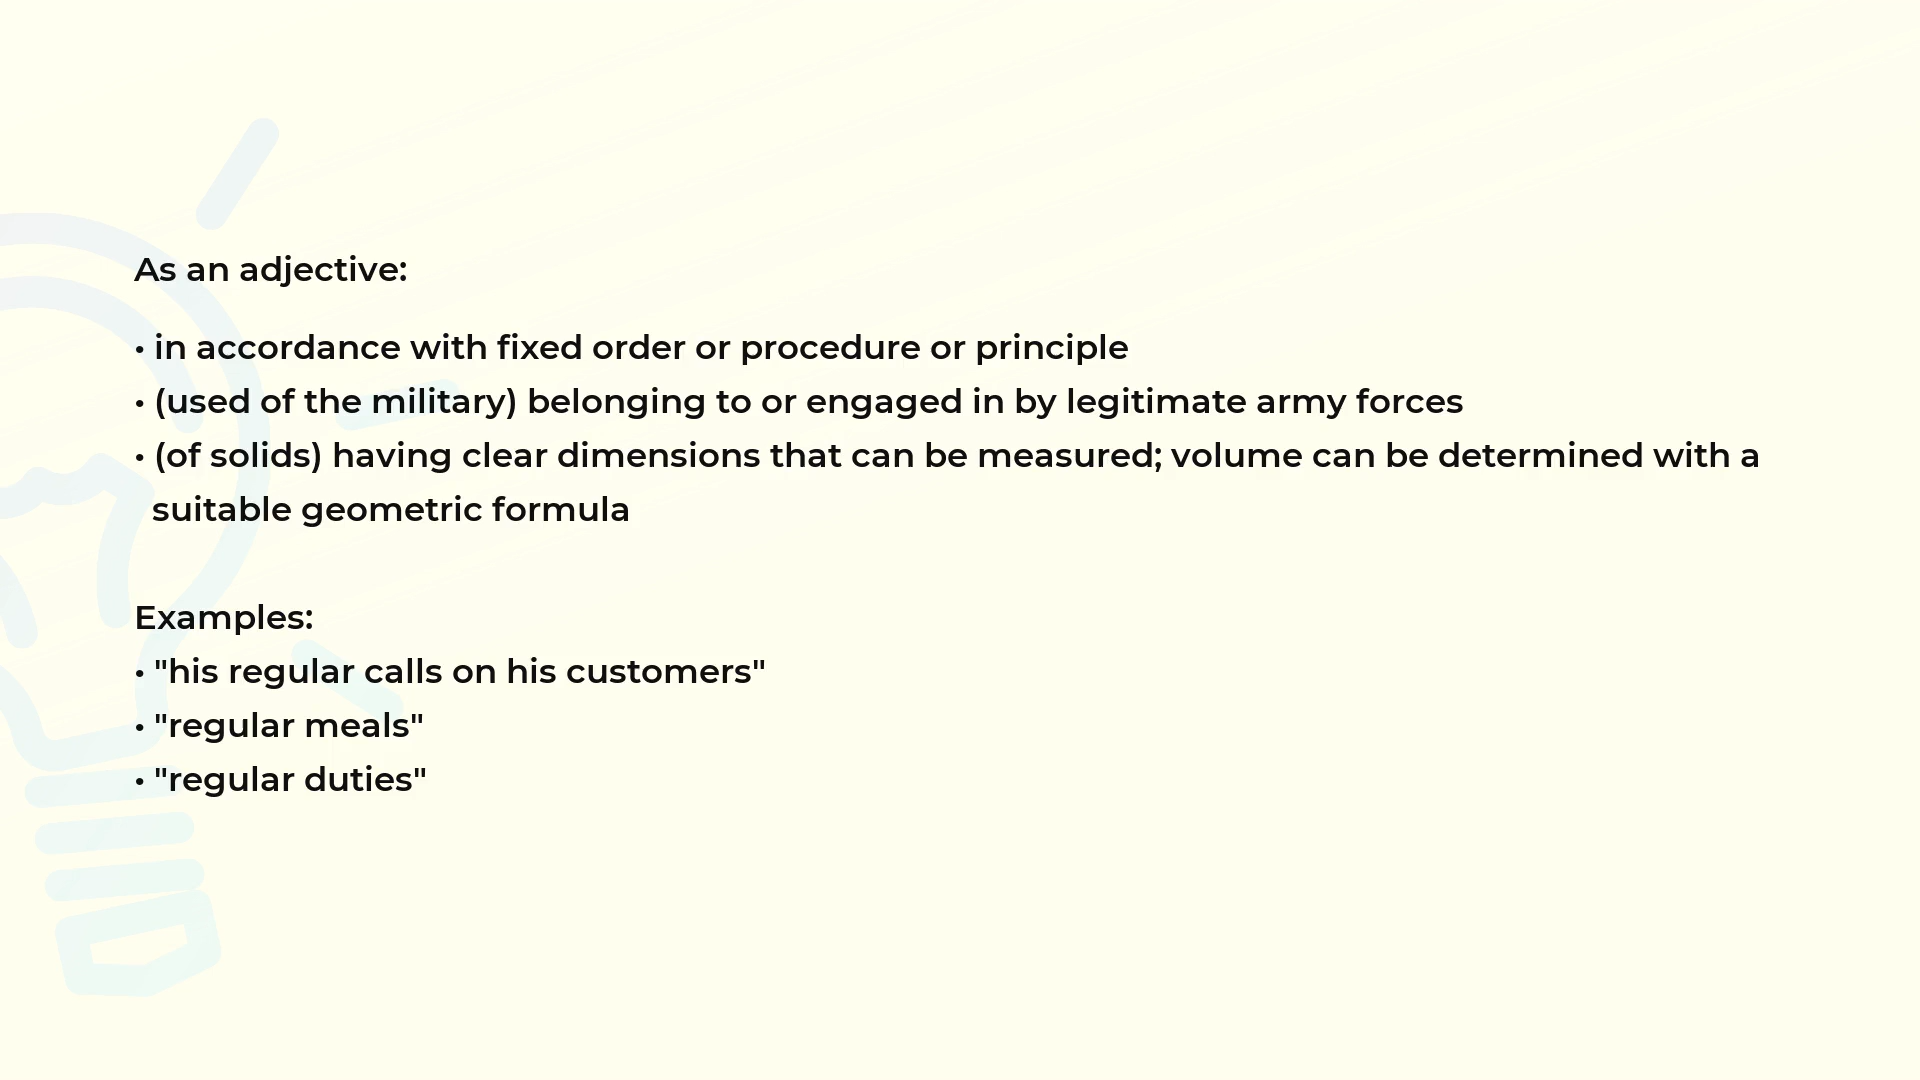 As an adjective:
• in accordance with fixed order or procedure or principle
• (used of the military) belonging to or engaged in by legitimate army forces
• (of solids) having clear dimensions that can be measured; volume can be determined with a
suitable geometric formula
Examples:
• "his regular calls on his customers"
• "regular meals"
• "regular duties"